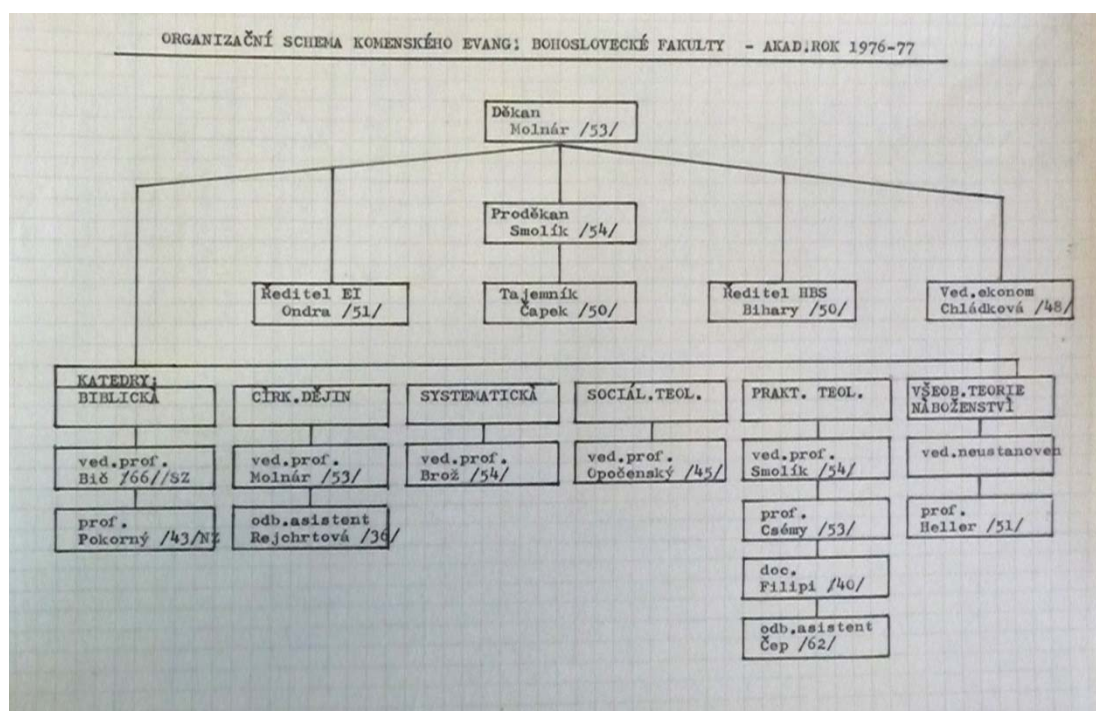 ORGANIZAČNÍ SCHEMA KOMENSKÉHO EVANG: BOHOSLOVECKÉ FAKULTY - AKAD.ROK 1976-77
Děkan
Molnár /53/
Proděkan
Smolík /54/
Ředitel EI
Ondra /51/
Tajemník
Čapek /50/
Ředitel HBS
Bihary /50/
Ved.ekonom
Chládková /48/
KATEDRY:
BIBLICKÁ
CÍRK.DĚJIN
SYSTEMATICKÁ
SOCIÁL.TEOL.
PRAKT. TEOL.
VŠEOB.TEORIE
NÁBOŽENSTVÍ
ved.prof.
Bič /66//SZ
ved.prof.
Molnár /53/
ved.prof.
Brož /54/
ved.prof.
Opočenský /45/
ved.prof.
Smolík /54/
ved.neustanoven
prof.
Pokorný /43/NZ
odb.asistent
Rejchrtová /36/
prof.
Csémy /53/
prof.
Heller /51/
doc.
Filipi /40/
odb.asistent
Čep /62/